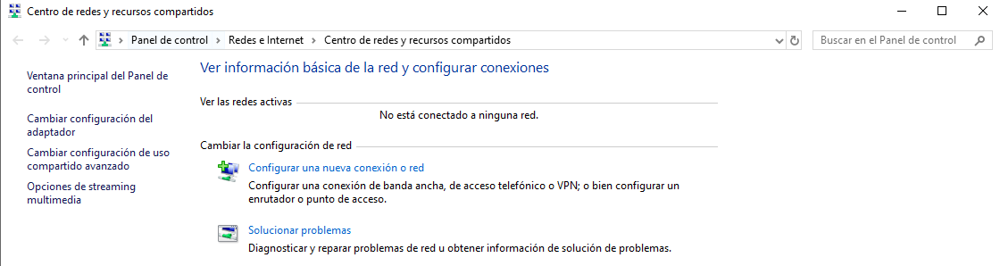 Centro de redes y recursos compartidos
Panel de control > Redes e Internet > Centro de redes y recursos compartidos
Buscar en el Panel de control
Ventana principal del Panel de
control
Cambiar configuración del
adaptador
Cambiar configuración de uso
compartido avanzado
Opciones de streaming
multimedia
Ver información básica de la red y configurar conexiones
Ver las redes activas
No está conectado a ninguna red.
Cambiar la configuración de red
Configurar una nueva conexión o red
Configurar una conexión de banda ancha, de acceso telefónico o VPN; o bien configurar un
enrutador o punto de acceso.
Solucionar problemas
Diagnosticar y reparar problemas de red u obtener información de solución de problemas.